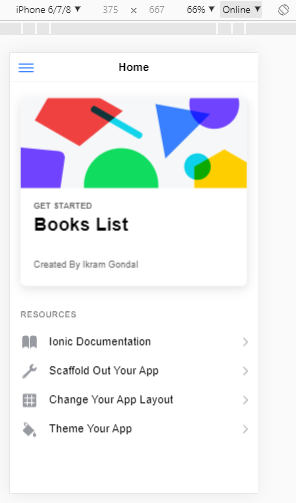 iPhone 6/7/8 ▼ 375 × 667 66% ▼ Online ▼
Home
GET STARTED
Books List
Created By Ikram Gondal
RESOURCES
Ionic Documentation
Scaffold Out Your App
Change Your App Layout
Theme Your App